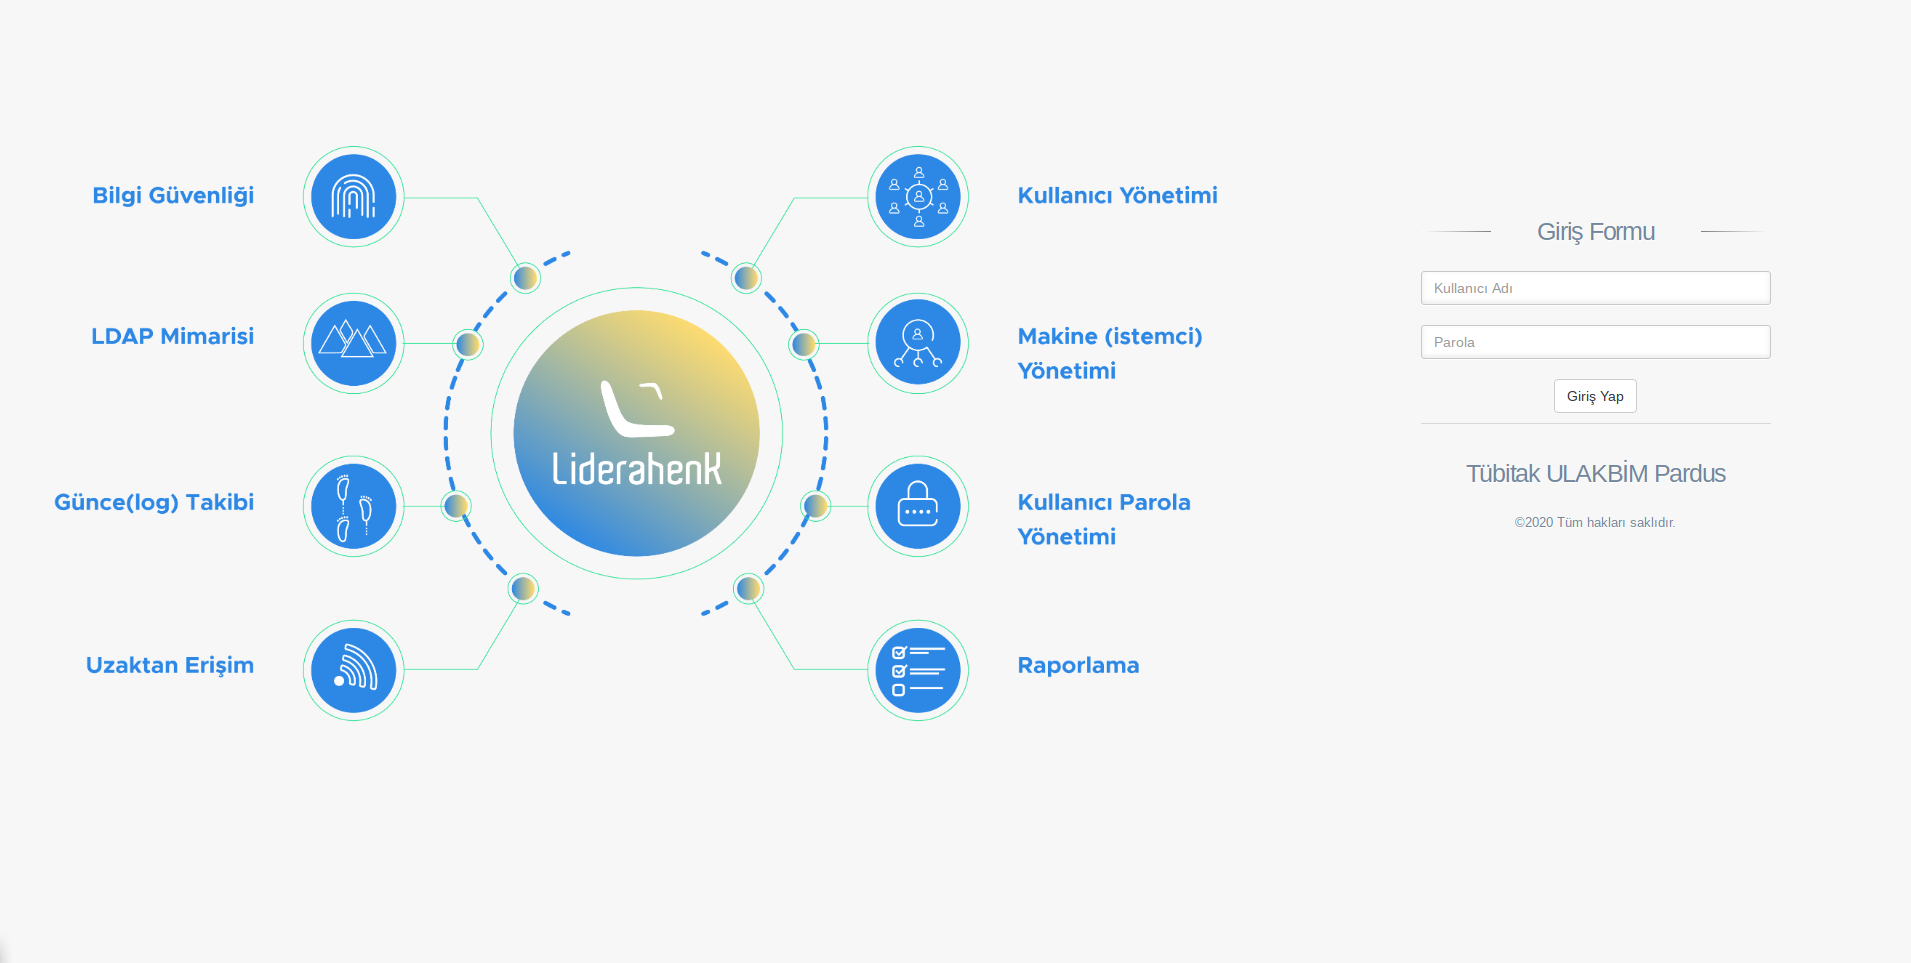 Bilgi Güvenliği
LDAP Mimarisi
Günce(log) Takibi
Uzaktan Erişim
Liderahenk
Kullanıcı Yönetimi
Makine (istemci)
Yönetimi
Kullanıcı Parola
Yönetimi
Raporlama
Giriş Formu
Kullanıcı Adı
Parola
Giriş Yap
Tübitak ULAKBİM Pardus
©2020 Tüm hakları saklıdır.